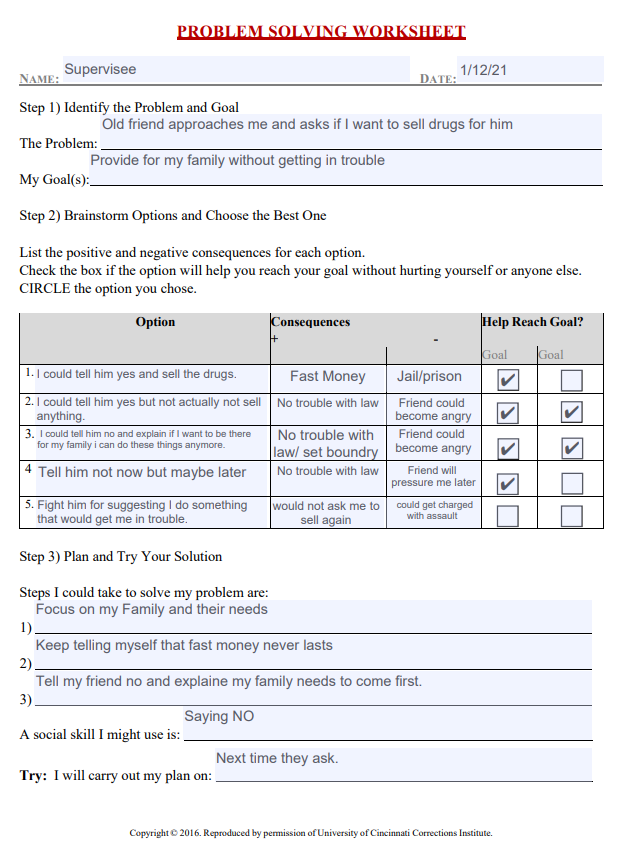 PROBLEM SOLVING WORKSHEET
NAME: Supervisee DATE: 1/12/21
Step 1) Identify the Problem and Goal
The Problem: Old friend approaches me and asks if I want to sell drugs for him
My Goal(s): Provide for my family without getting in trouble
Step 2) Brainstorm Options and Choose the Best One
List the positive and negative consequences for each option.
Check the box if the option will help you reach your goal without hurting yourself or anyone else.
CIRCLE the option you chose.
Option Consequences Help Reach Goal?
+ -
Goal Goal
1. I could tell him yes and sell the drugs. Fast Money Jail/prison ✔
2. I could tell him yes but not actually not sell
anything. No trouble with law Friend could
become angry ✔ ✔
3. I could tell him no and explain if I want to be there
for my family i can do these things anymore. No trouble with
law/ set boundry Friend could
become angry ✔ ✔
4 Tell him not now but maybe later No trouble with law Friend will
pressure me later ✔
5. Fight him for suggesting I do something
that would get me in trouble. would not ask me to
sell again could get charged
with assault
Step 3) Plan and Try Your Solution
Steps I could take to solve my problem are:
1) Focus on my Family and their needs
2) Keep telling myself that fast money never lasts
3) Tell my friend no and explaine my family needs to come first.
A social skill I might use is: Saying NO
Try: I will carry out my plan on: Next time they ask.
Copyright © 2016. Reproduced by permission of University of Cincinnati Corrections Institute.